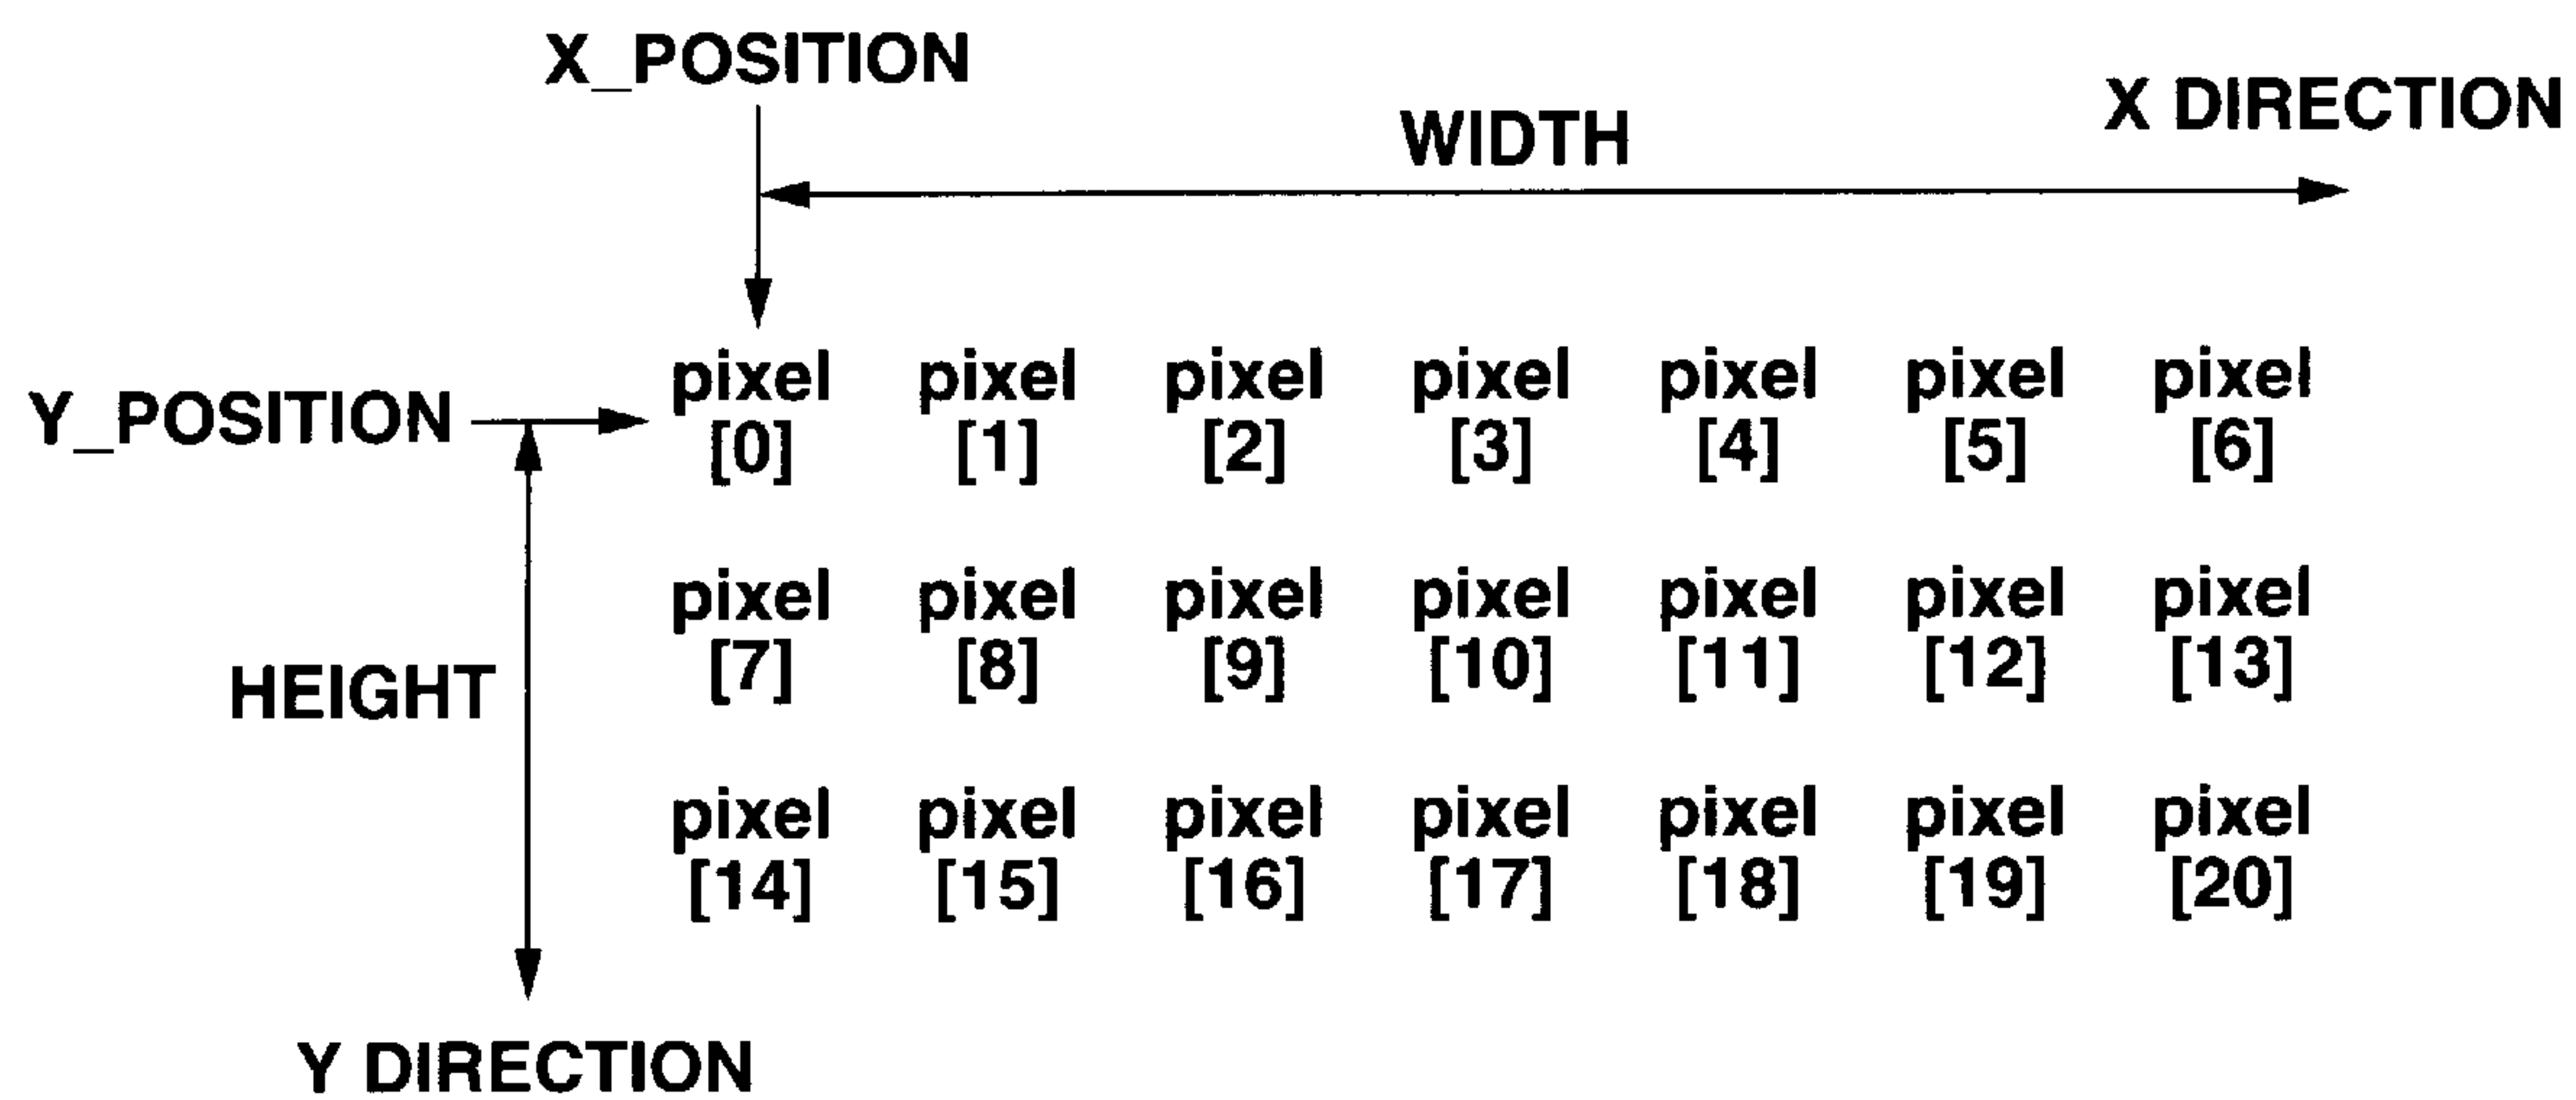 X_POSITION
X DIRECTION
WIDTH
Y_POSITION
pixel pixel pixel pixel pixel pixel pixel
[0] [1] [2] [3] [4] [5] [6]
pixel pixel pixel pixel pixel pixel pixel
[7] [8] [9] [10] [11] [12] [13]
HEIGHT
pixel pixel pixel pixel pixel pixel pixel
[14] [15] [16] [17] [18] [19] [20]
Y DIRECTION